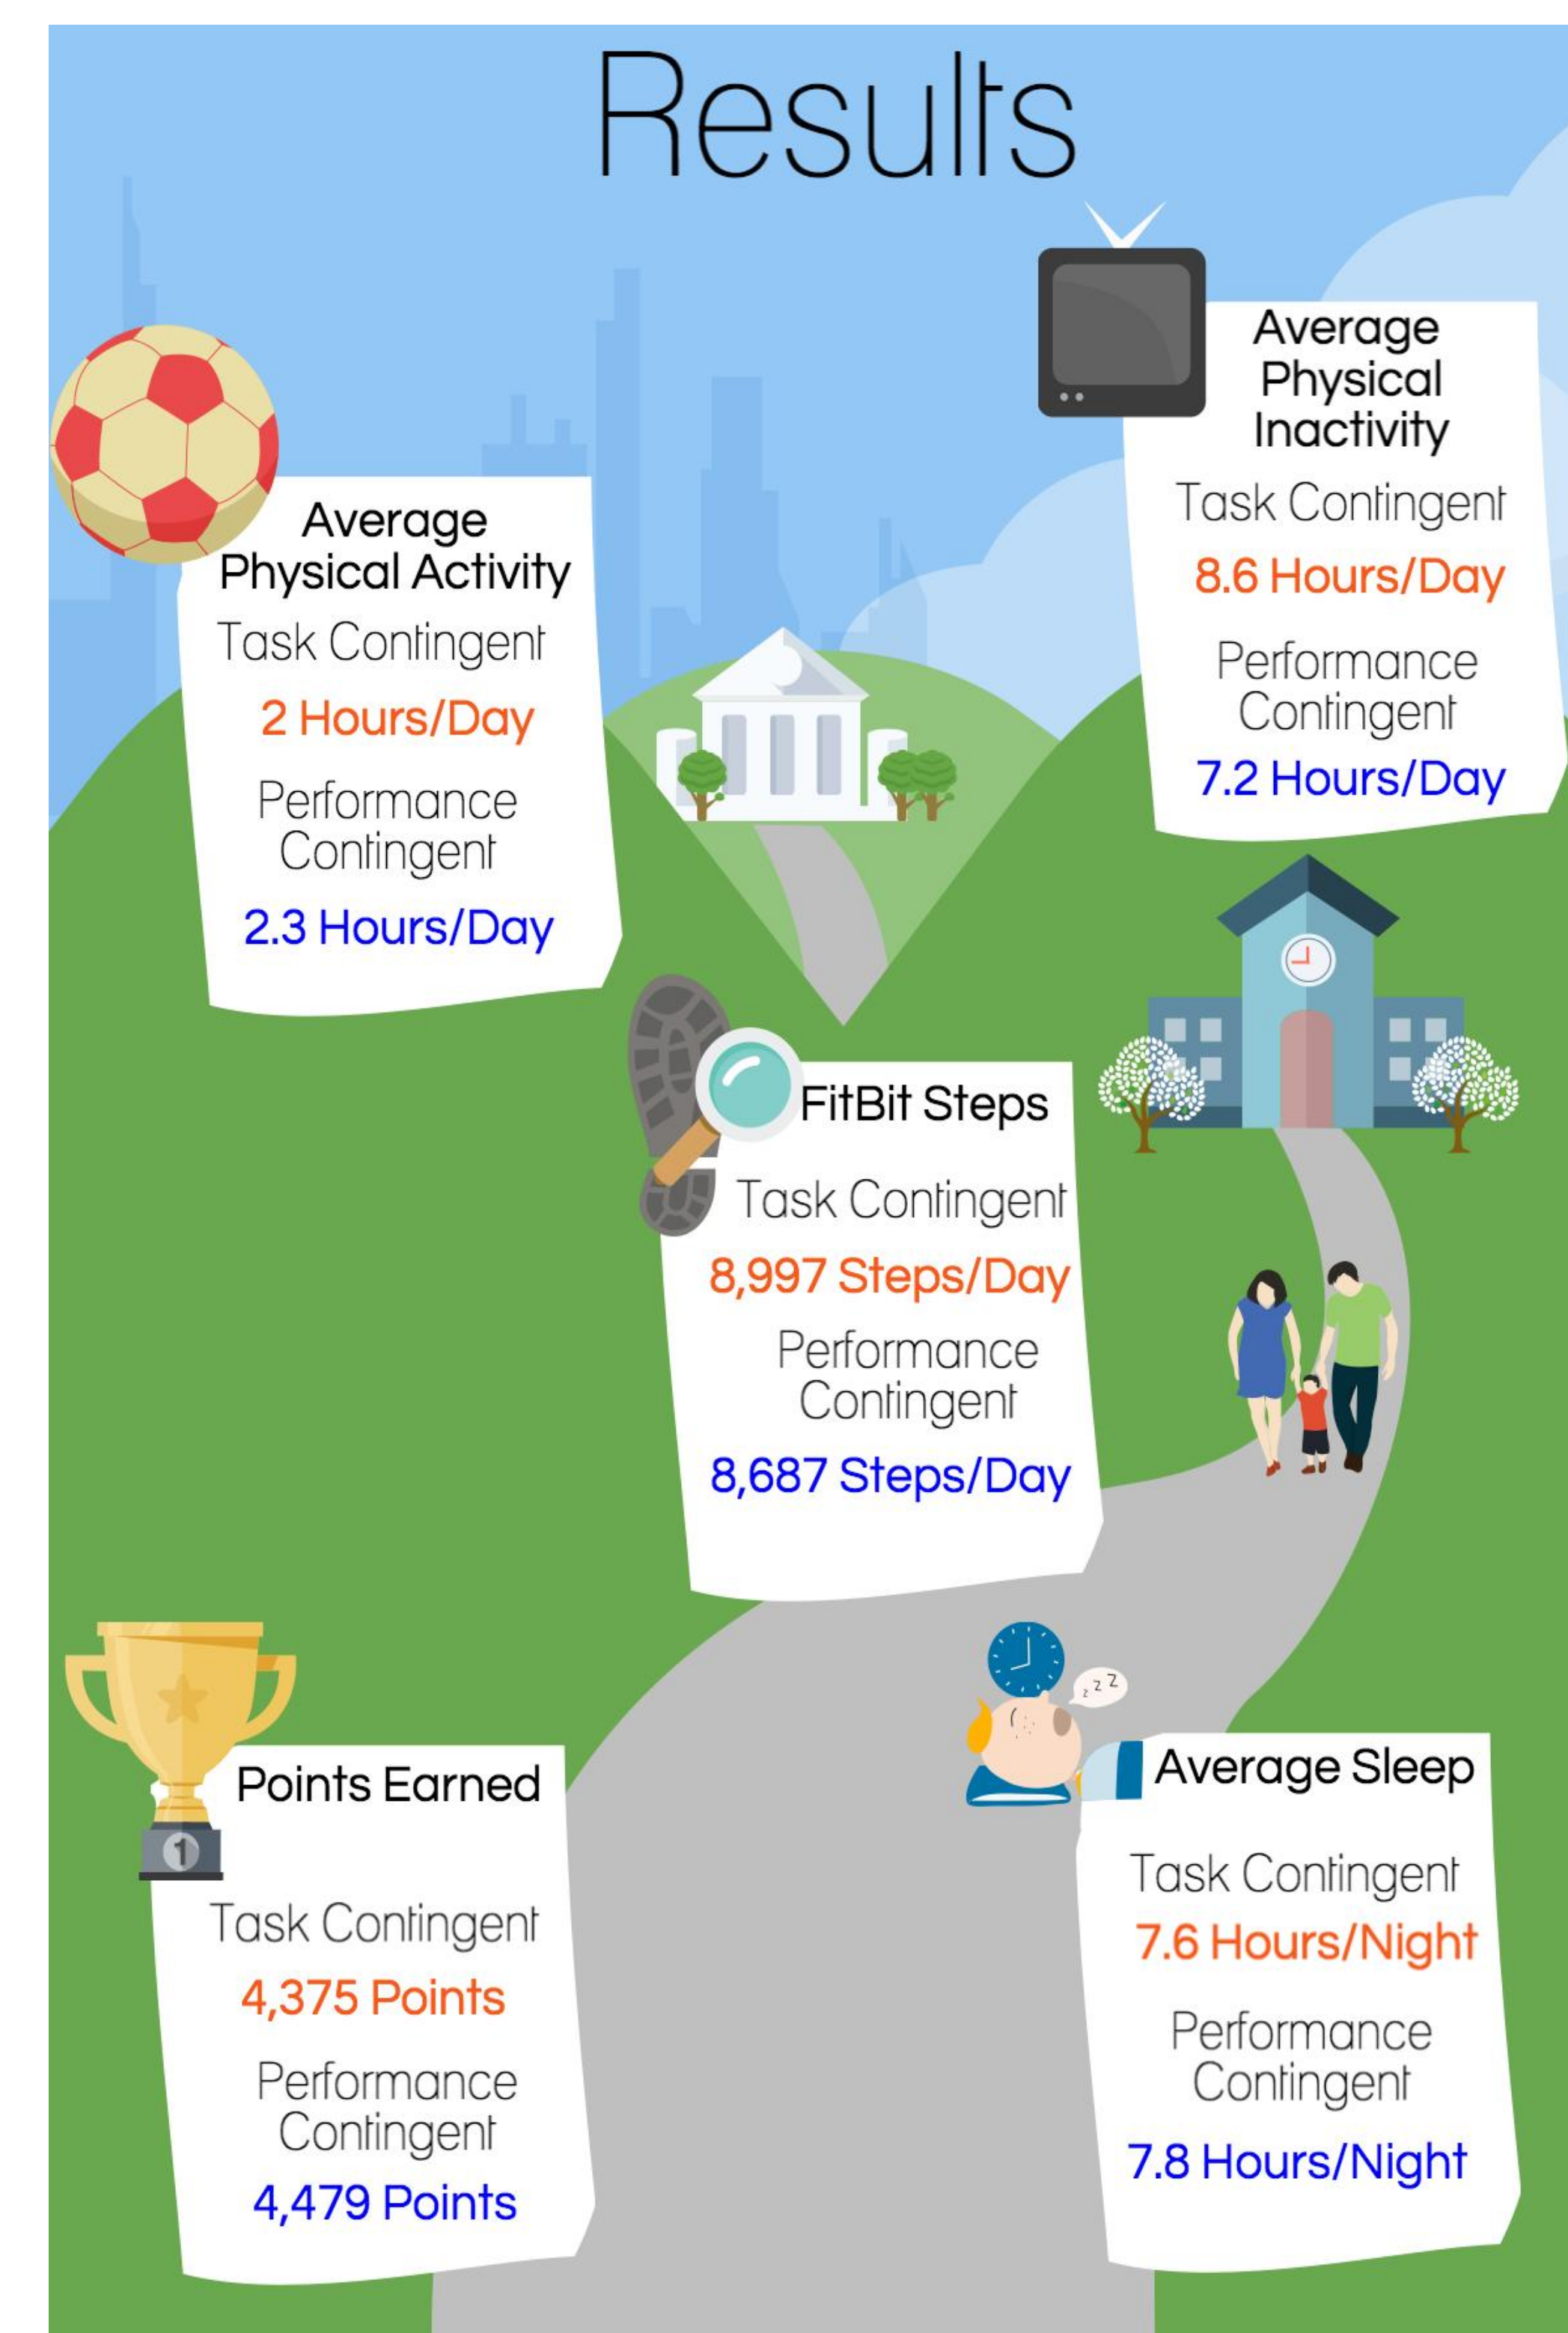 Results
Average
Physical Activity
Task Contingent
2 Hours/Day
Performance
Contingent
2.3 Hours/Day
Average
Physical
Inactivity
Task Contingent
8.6 Hours/Day
Performance
Contingent
7.2 Hours/Day
FitBit Steps
Task Contingent
8,997 Steps/Day
Performance
Contingent
8,687 Steps/Day
Points Earned
1
Task Contingent
4,375 Points
Performance
Contingent
4,479 Points
z z z
Average Sleep
Task Contingent
7.6 Hours/Night
Performance
Contingent
7.8 Hours/Night